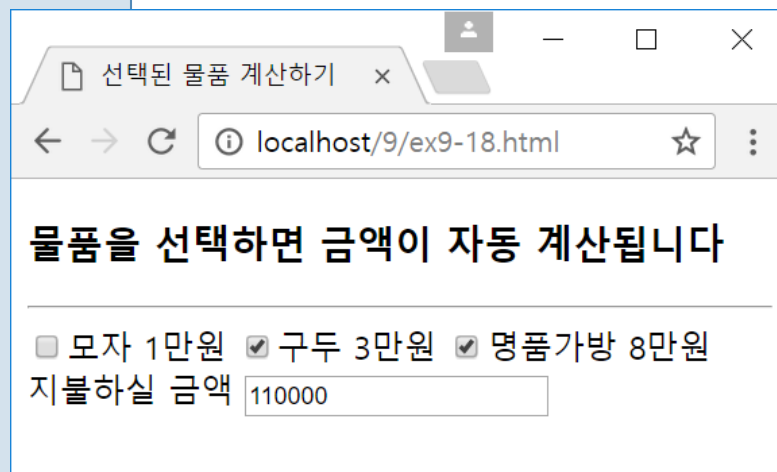 선택된 물품 계산하기
localhost/9/ex9-18.html
물품을 선택하면 금액이 자동 계산됩니다
모자 1만원 구두 3만원 명품가방 8만원
지불하실 금액 110000